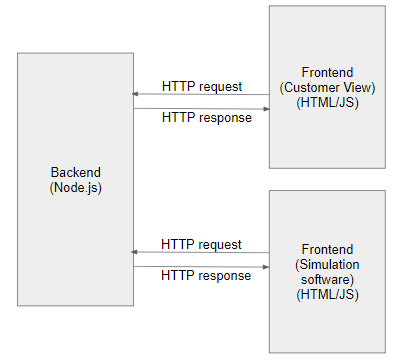 Backend
(Node.js)
HTTP request
HTTP response
Frontend
(Customer View)
(HTML/JS)
HTTP request
HTTP response
Frontend
(Simulation
software)
(HTML/JS)